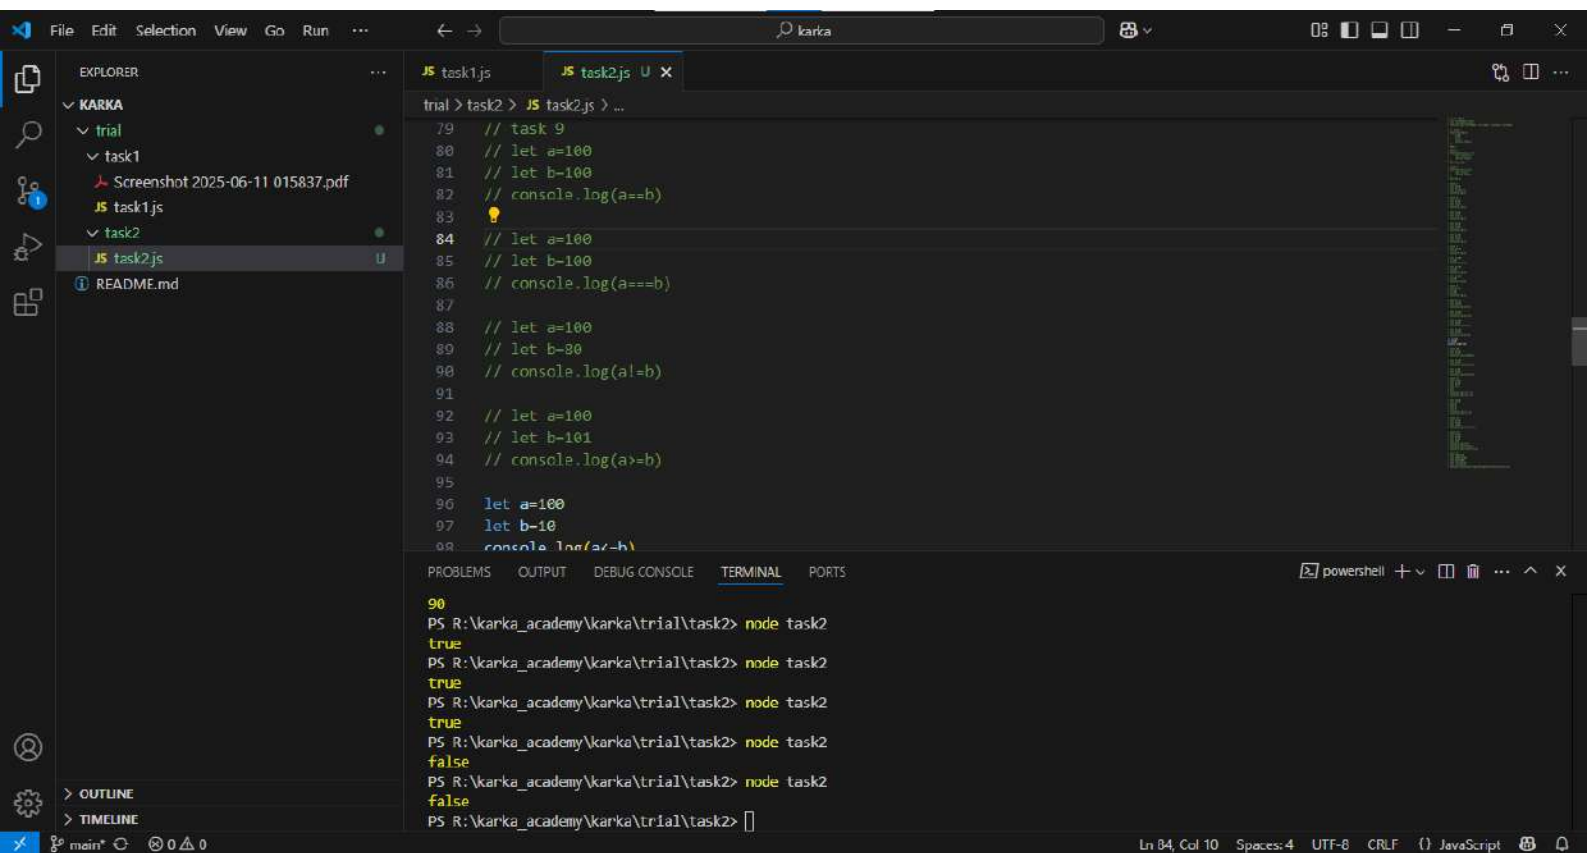 File Edit Selection View Go Run ...
karka
EXPLORER
KARKA
trial
task1
Screenshot 2025-06-11 015837.pdf
JS task1.js
task2
JS task2.js U
README.md
OUTLINE
TIMELINE
JS task1.js
JS task2.js U
trial > task2 > JS task2.js > ...
79 // task 9
80 // let a=100
81 // let b=100
82 // console.log(a==b)
83
84 // let a=100
85 // let b=100
86 // console.log(a===b)
87
88 // let a=100
89 // let b=80
90 // console.log(a!=b)
91
92 // let a=100
93 // let b=101
94 // console.log(a>=b)
95
96 let a=100
97 let b=10
98 console.log(a<=b)
PROBLEMS OUTPUT DEBUG CONSOLE TERMINAL PORTS
powershell
90
PS R:\karka_academy\karka\trial\task2> node task2
true
PS R:\karka_academy\karka\trial\task2> node task2
true
PS R:\karka_academy\karka\trial\task2> node task2
true
PS R:\karka_academy\karka\trial\task2> node task2
false
PS R:\karka_academy\karka\trial\task2> node task2
false
PS R:\karka_academy\karka\trial\task2>
main* 0 0
Ln 84, Col 10 Spaces: 4 UTF-8 CRLF {} JavaScript